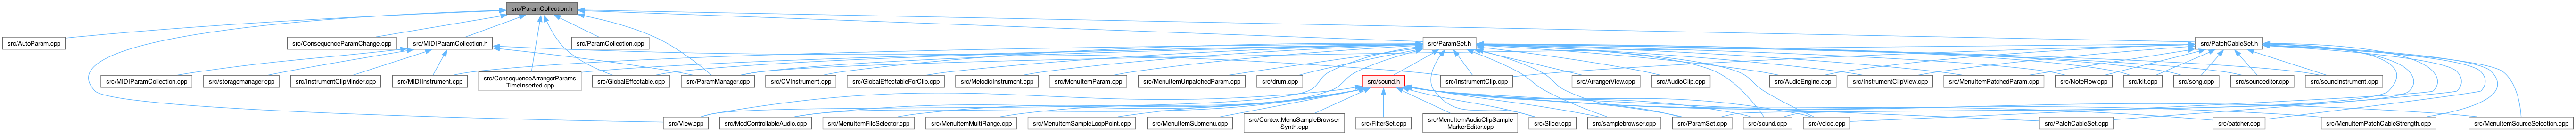 src/ParamCollection.h
src/AutoParam.cpp
src/ConsequenceParamChange.cpp
src/MIDIParamCollection.h
src/ParamCollection.cpp
src/ParamSet.h
src/PatchCableSet.h
src/MIDIParamCollection.cpp
src/storagemanager.cpp
src/InstrumentClipMinder.cpp
src/MIDIInstrument.cpp
src/ConsequenceArrangerParams
TimeInserted.cpp
src/GlobalEffectable.cpp
src/ParamManager.cpp
src/CVInstrument.cpp
src/GlobalEffectableForClip.cpp
src/MelodicInstrument.cpp
src/MenuItemParam.cpp
src/MenuItemUnpatchedParam.cpp
src/drum.cpp
src/sound.h
src/InstrumentClip.cpp
src/ArrangerView.cpp
src/AudioClip.cpp
src/AudioEngine.cpp
src/InstrumentClipView.cpp
src/MenuItemPatchedParam.cpp
src/NoteRow.cpp
src/kit.cpp
src/song.cpp
src/soundeditor.cpp
src/soundinstrument.cpp
src/View.cpp
src/ModControllableAudio.cpp
src/MenuItemFileSelector.cpp
src/MenuItemMultiRange.cpp
src/MenuItemSampleLoopPoint.cpp
src/MenuItemSubmenu.cpp
src/ContextMenuSampleBrowser
Synth.cpp
src/FilterSet.cpp
src/MenuItemAudioClipSample
MarkerEditor.cpp
src/Slicer.cpp
src/samplebrowser.cpp
src/ParamSet.cpp
src/sound.cpp
src/voice.cpp
src/PatchCableSet.cpp
src/patcher.cpp
src/MenuItemPatchCableStrength.cpp
src/MenuItemSourceSelection.cpp